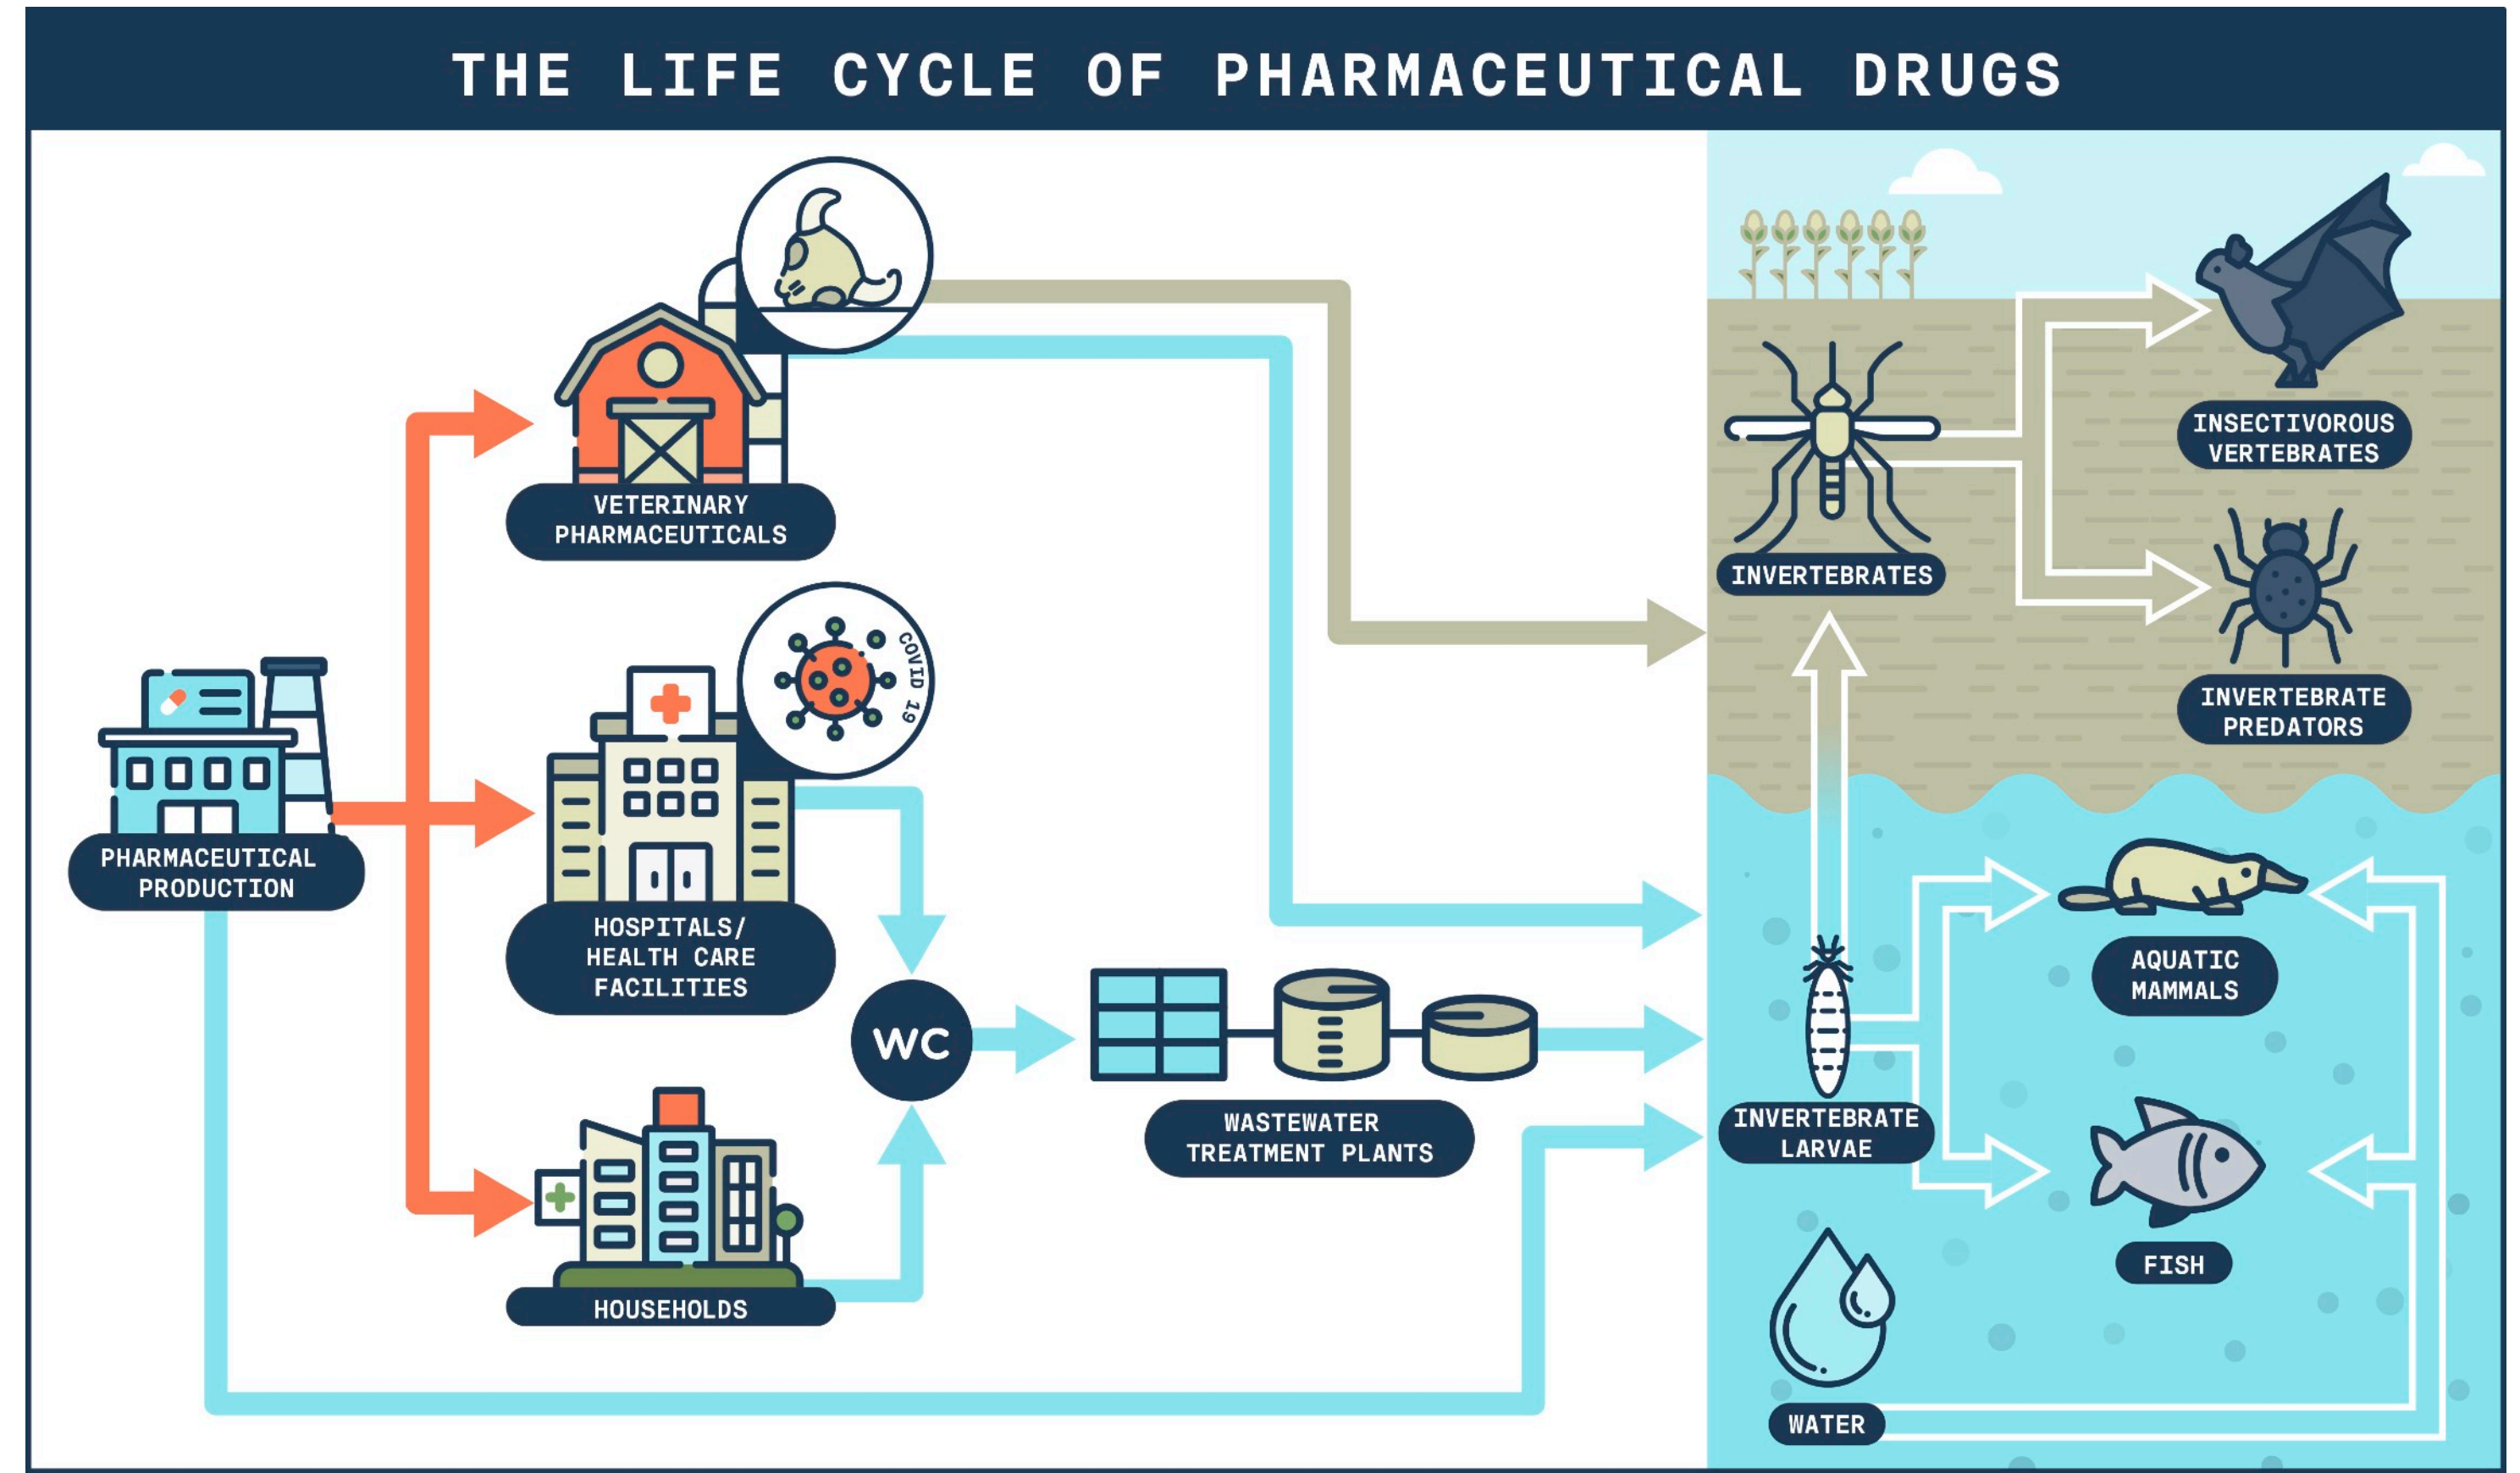 THE LIFE CYCLE OF PHARMACEUTICAL DRUGS
VETERINARY
PHARMACEUTICALS
COVID 19
PHARMACEUTICAL
PRODUCTION
HOSPITALS/
HEALTH CARE
FACILITIES
WC
HOUSEHOLDS
WASTEWATER
TREATMENT PLANTS
INVERTEBRATES
INSECTIVOROUS
VERTEBRATES
INVERTEBRATE
PREDATORS
INVERTEBRATE
LARVAE
AQUATIC
MAMMALS
FISH
WATER